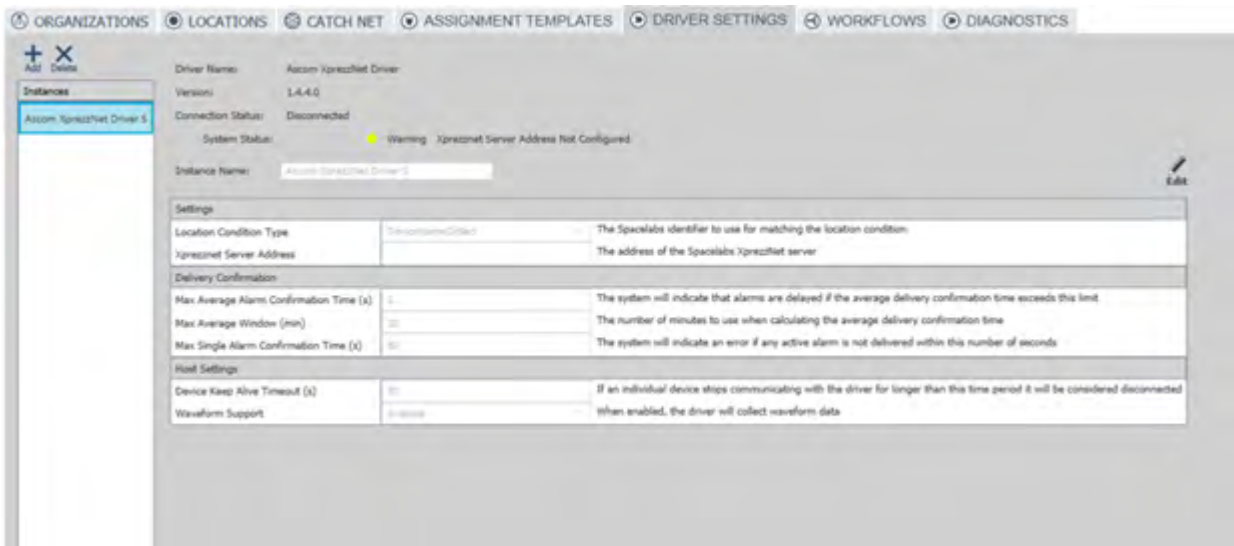 ORGANIZATIONS LOCATIONS CATCH NET ASSIGNMENT TEMPLATES DRIVER SETTINGS WORKFLOWS DIAGNOSTICS
Add Delete
Instances
Ascom XprezzNet Driver S
Driver Name: Ascom XprezzNet Driver
Version: 1.4.4.0
Connection Status: Disconnected
System Status: Warning Xprezznet Server Address Not Configured
Instance Name: Ascom XprezzNet Driver S
Edit
Settings
Location Condition Type The Spacelabs identifier to use for matching the location condition
Xprezznet Server Address The address of the Spacelabs XprezzNet server
Delivery Confirmation
Max Average Alarm Confirmation Time (s) The system will indicate that alarms are delayed if the average delivery confirmation time exceeds this limit
Max Average Window (min) The number of minutes to use when calculating the average delivery confirmation time
Max Single Alarm Confirmation Time (s) The system will indicate an error if any active alarm is not delivered within this number of seconds
Host Settings
Device Keep Alive Timeout (s) If an individual device stops communicating with the driver for longer than this time period it will be considered disconnected
Waveform Support When enabled, the driver will collect waveform data